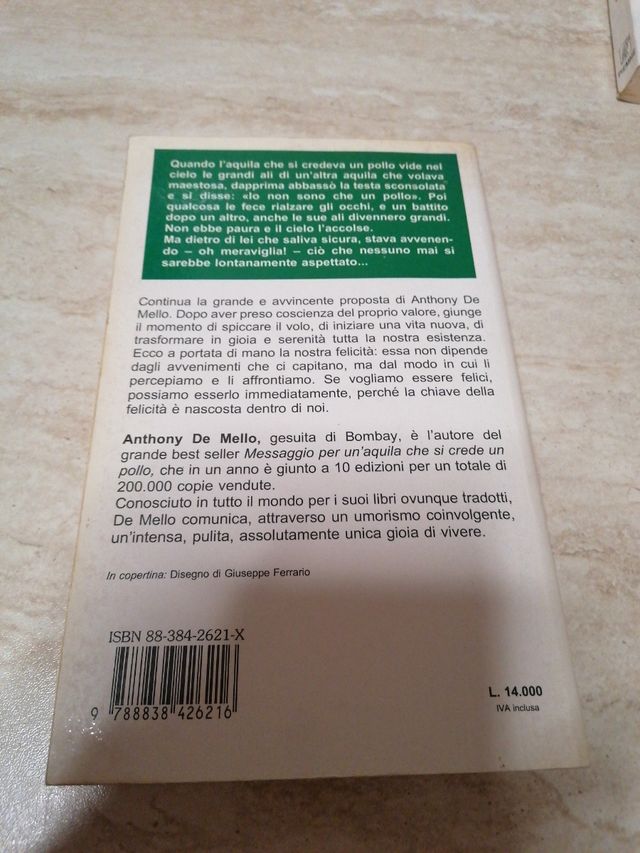 Quando l'aquila che si credeva un pollo vide nel
cielo le grandi ali di un'altra aquila che volava
maestosa, dapprima abbassò la testa sconsolata
e si disse: «Io non sono che un pollo». Poi
qualcosa le fece rialzare gli occhi, e un battito
dopo un altro, anche le sue ali divennero grandi.
Non ebbe paura e il cielo l'accolse.
Ma dietro di lei che saliva sicura, stava avvenen-
do – oh meraviglia! – ciò che nessuno mai si
sarebbe lontanamente aspettato...
Continua la grande e avvincente proposta di Anthony De
Mello. Dopo aver preso coscienza del proprio valore, giunge
il momento di spiccare il volo, di iniziare una vita nuova, di
trasformare in gioia e serenità tutta la nostra esistenza.
Ecco a portata di mano la nostra felicità: essa non dipende
dagli avvenimenti che ci capitano, ma dal modo in cui li
percepiamo e li affrontiamo. Se vogliamo essere felici,
possiamo esserlo immediatamente, perché la chiave della
felicità è nascosta dentro di noi.
Anthony De Mello, gesuita di Bombay, è l'autore del
grande best seller Messaggio per un'aquila che si crede un
pollo, che in un anno è giunto a 10 edizioni per un totale di
200.000 copie vendute.
Conosciuto in tutto il mondo per i suoi libri ovunque tradotti,
De Mello comunica, attraverso un umorismo coinvolgente,
un'intensa, pulita, assolutamente unica gioia di vivere.
In copertina: Disegno di Giuseppe Ferrario
ISBN 88-384-2621-X
9 788838 426216
L. 14.000
IVA inclusa